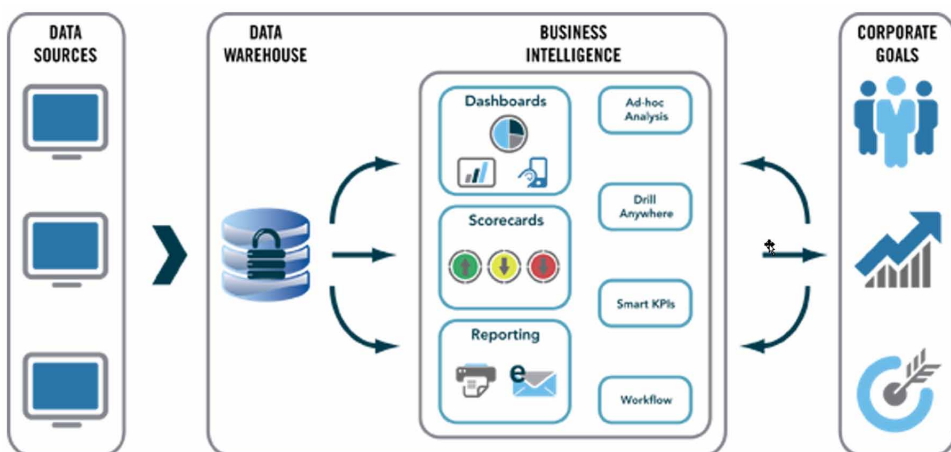 DATA
SOURCES
DATA
WAREHOUSE
BUSINESS
INTELLIGENCE
Dashboards
Scorecards
Reporting
e
Ad-hoc
Analysis
Drill
Anywhere
Smart KPIs
Workflow
CORPORATE
GOALS